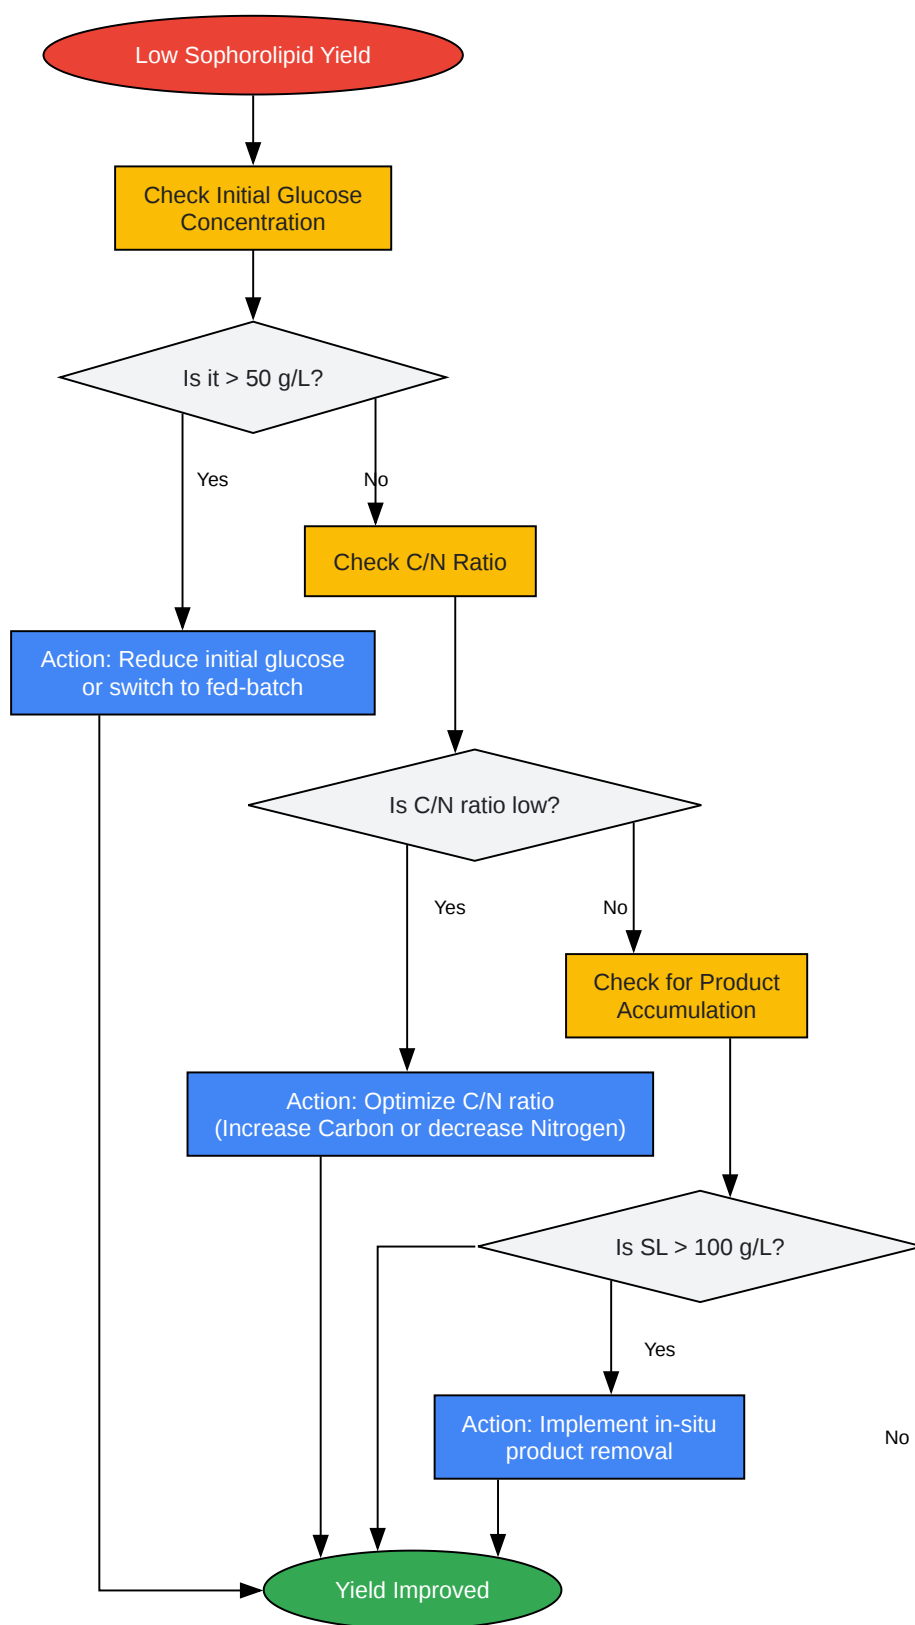 Low Sophorolipid Yield
Check Initial Glucose
Concentration
Is it > 50 g/L?
Yes
No
Check C/N Ratio
Action: Reduce initial glucose
or switch to fed-batch
Is C/N ratio low?
Yes
No
Check for Product
Accumulation
Action: Optimize C/N ratio
(Increase Carbon or decrease Nitrogen)
Is SL > 100 g/L?
Yes
Action: Implement in-situ
product removal
No
Yield Improved